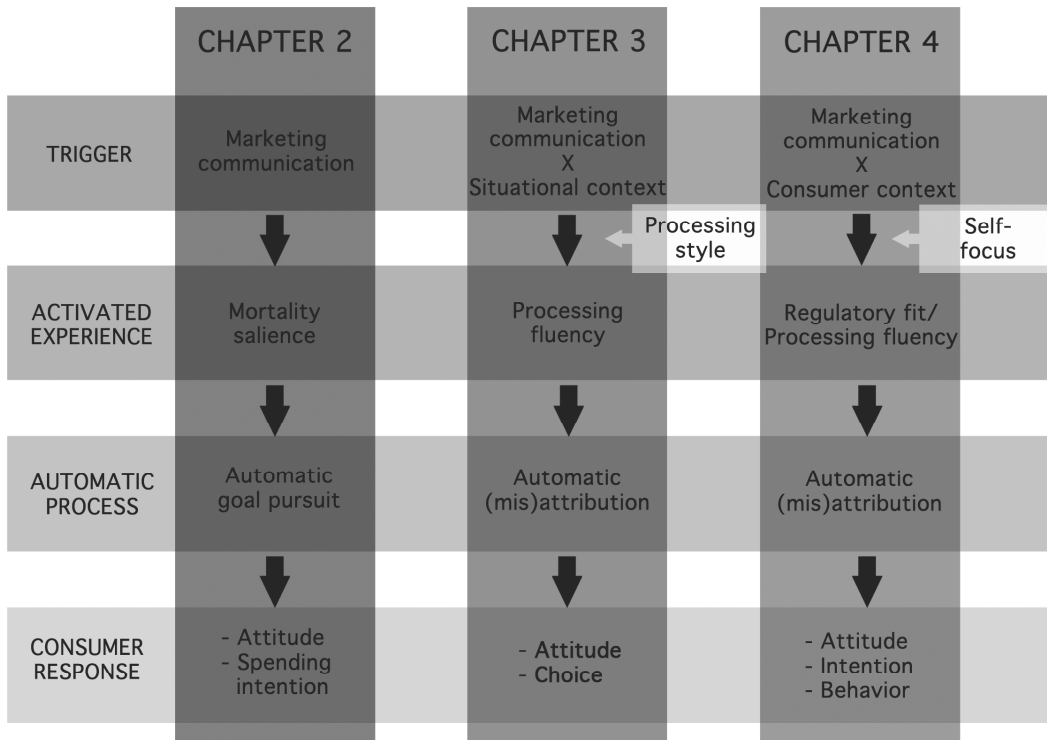 CHAPTER 2
CHAPTER 3
CHAPTER 4
TRIGGER
Marketing
communication
Marketing
communication
X
Situational context
Marketing
communication
X
Consumer context
Processing
style
Self-
focus
ACTIVATED
EXPERIENCE
Mortality
salience
Processing
fluency
Regulatory fit/
Processing fluency
AUTOMATIC
PROCESS
Automatic
goal pursuit
Automatic
(mis)attribution
Automatic
(mis)attribution
CONSUMER
RESPONSE
- Attitude
- Spending
intention
- Attitude
- Choice
- Attitude
- Intention
- Behavior